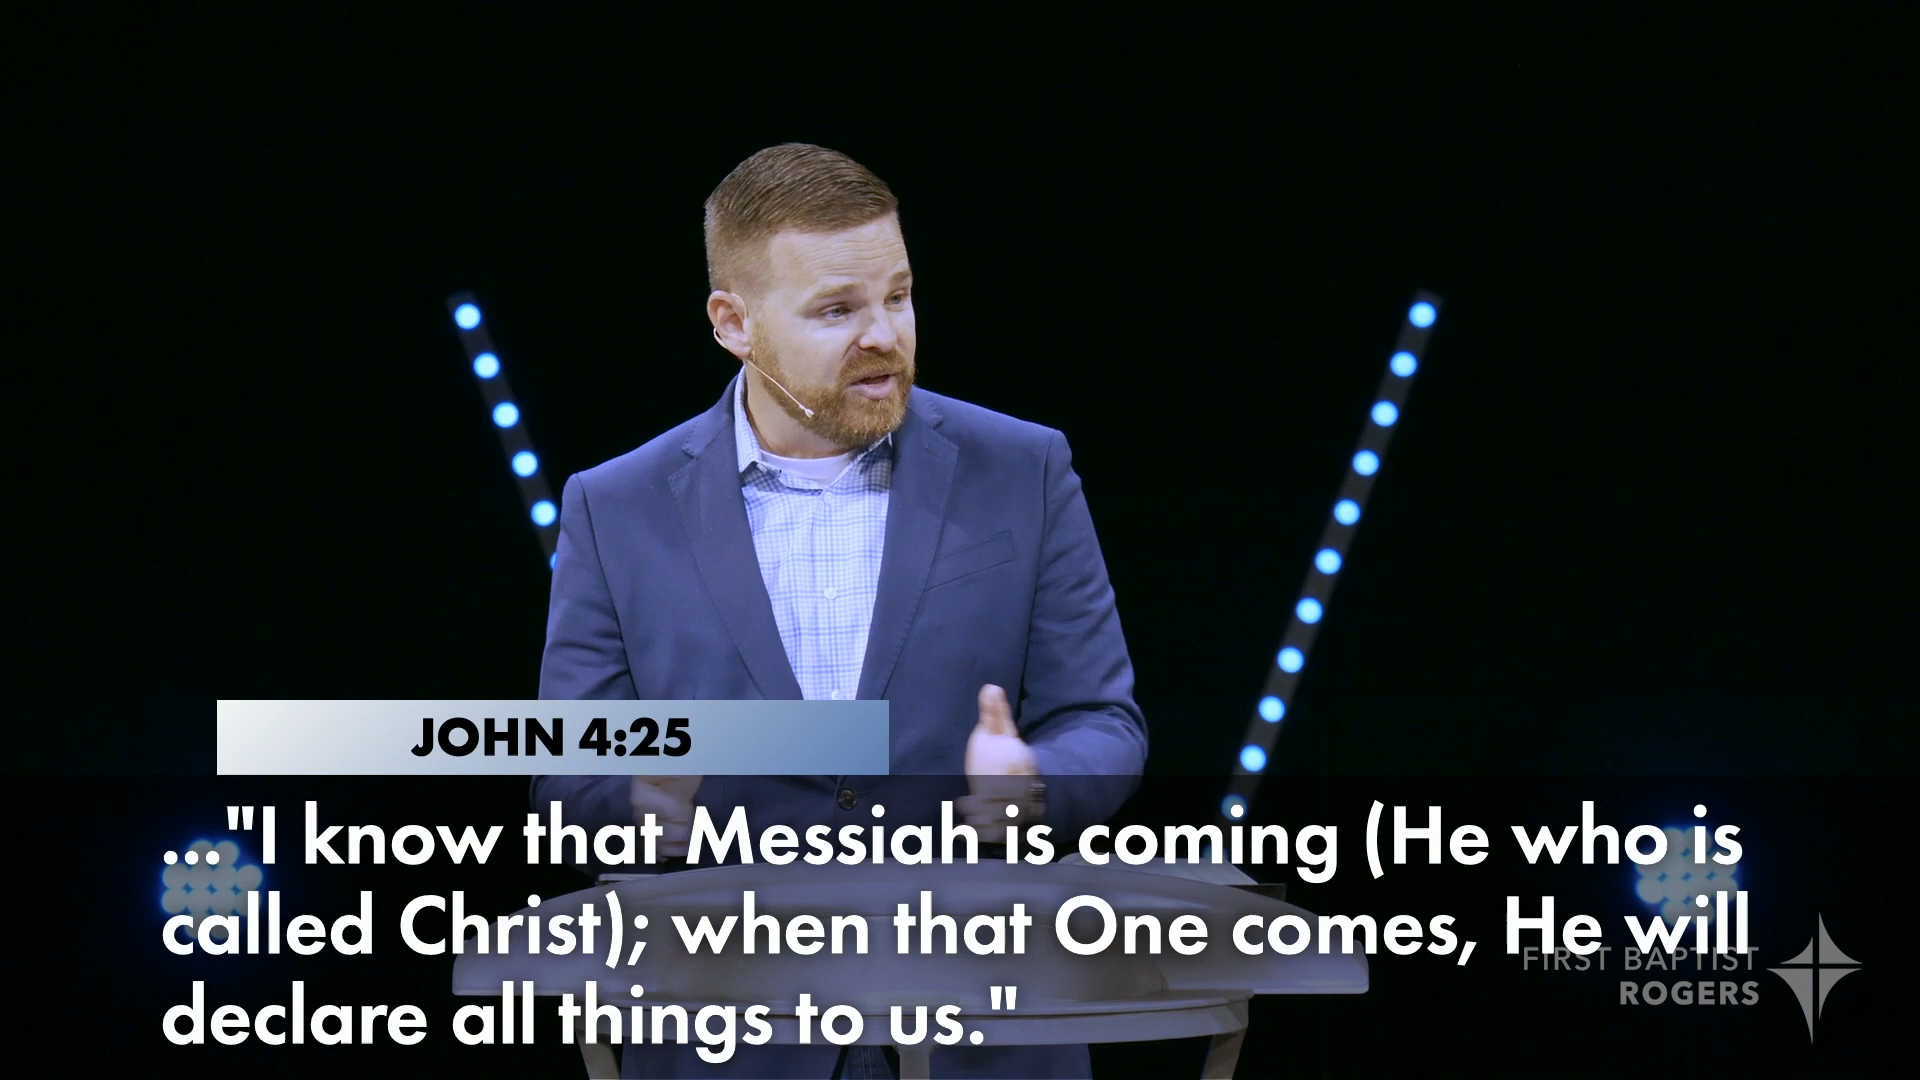 JOHN 4:25
... "I know that Messiah is coming (He who is
called Christ); when that One comes, He will
declare all things to us."
FIRST BAPTIST
ROGERS